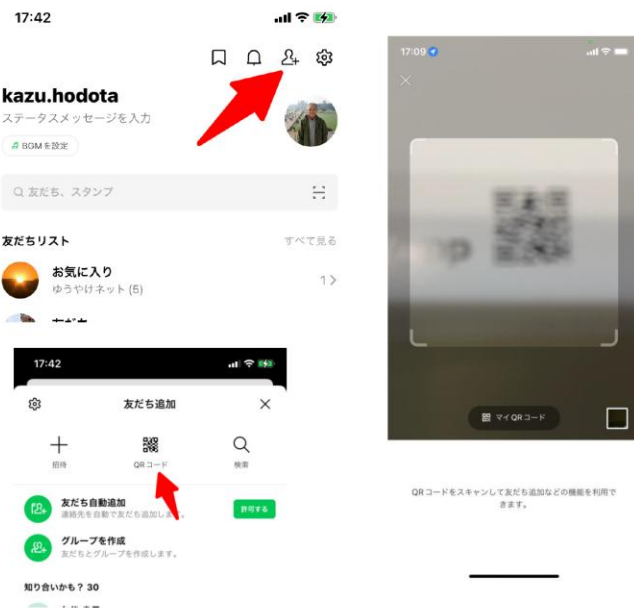 17:42
kazu.hodota
ステータスメッセージを入力
BGMを設定
友だち、スタンプ
友だちリスト
すべて見る
お気に入り
ゆうやけネット (5)
1
17:42
友だち追加
招待
QRコード
検索
友だち自動追加
連絡先を自動で友だち追加しま
許可する
グループを作成
友だちとグループを作成します。
知り合いかも？30
17:09
マイQRコード
QRコードをスキャンして友だち追加などの機能を利用で
きます。